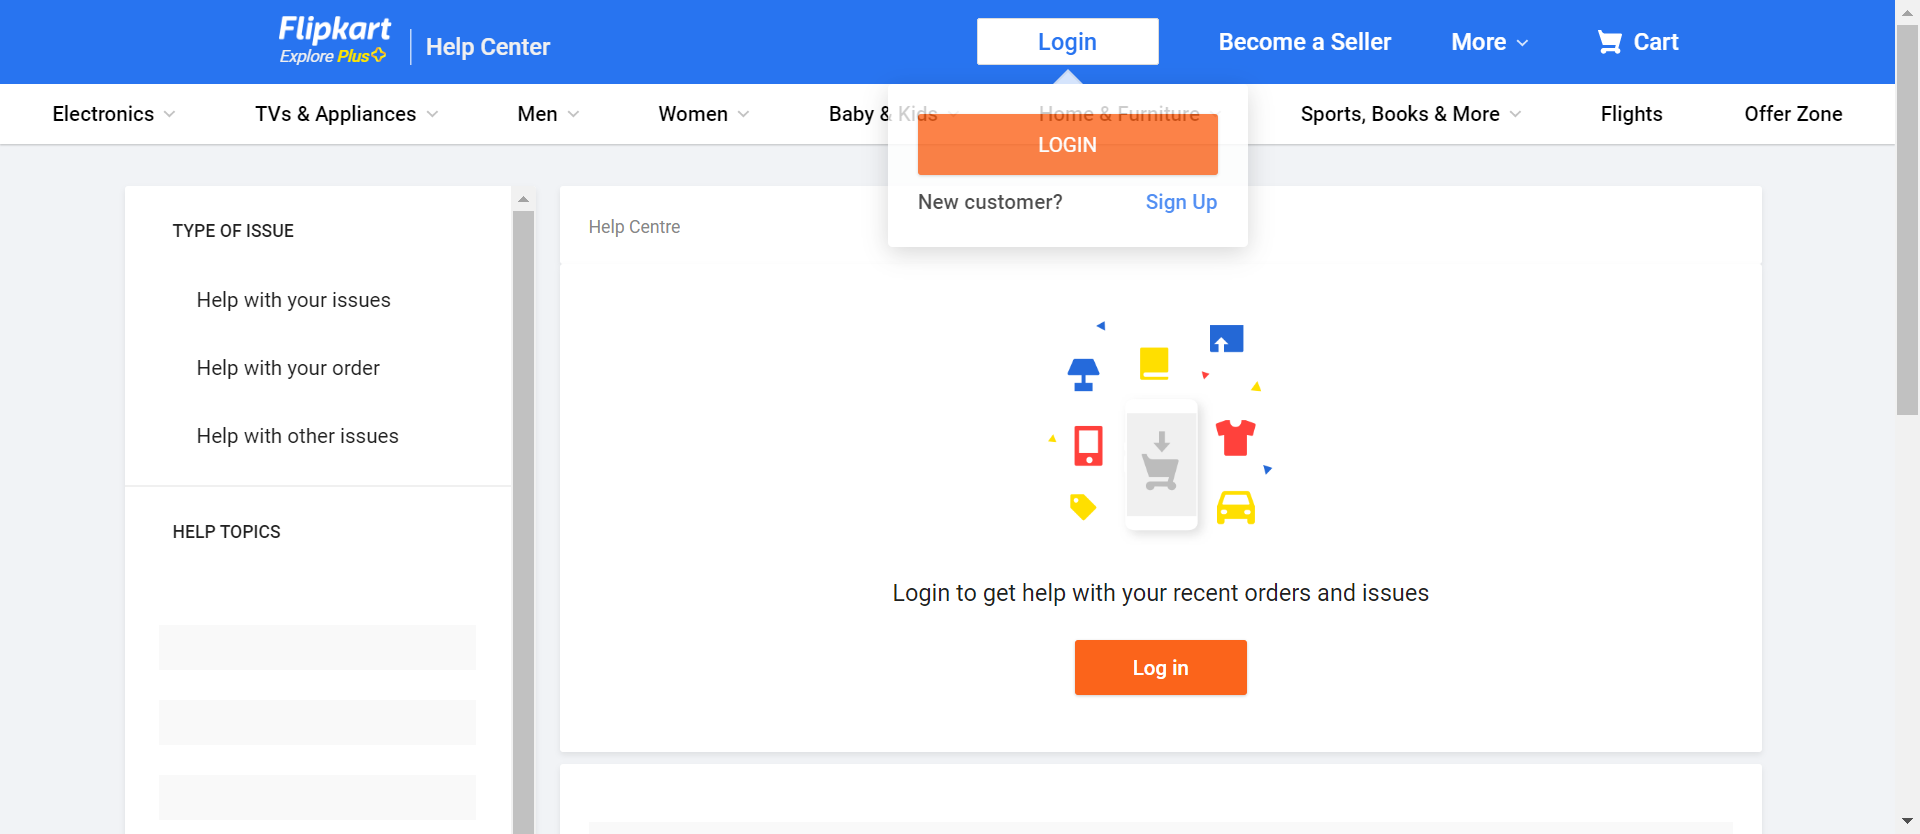 Flipkart
Explore Plus
Help Center
Login
Become a Seller
More
Cart
Electronics
TVs & Appliances
Men
Women
Baby & Kids
Home & Furniture
Sports, Books & More
Flights
Offer Zone
LOGIN
New customer?
Sign Up
TYPE OF ISSUE
Help with your issues
Help with your order
Help with other issues
HELP TOPICS
Help Centre
Login to get help with your recent orders and issues
Log in